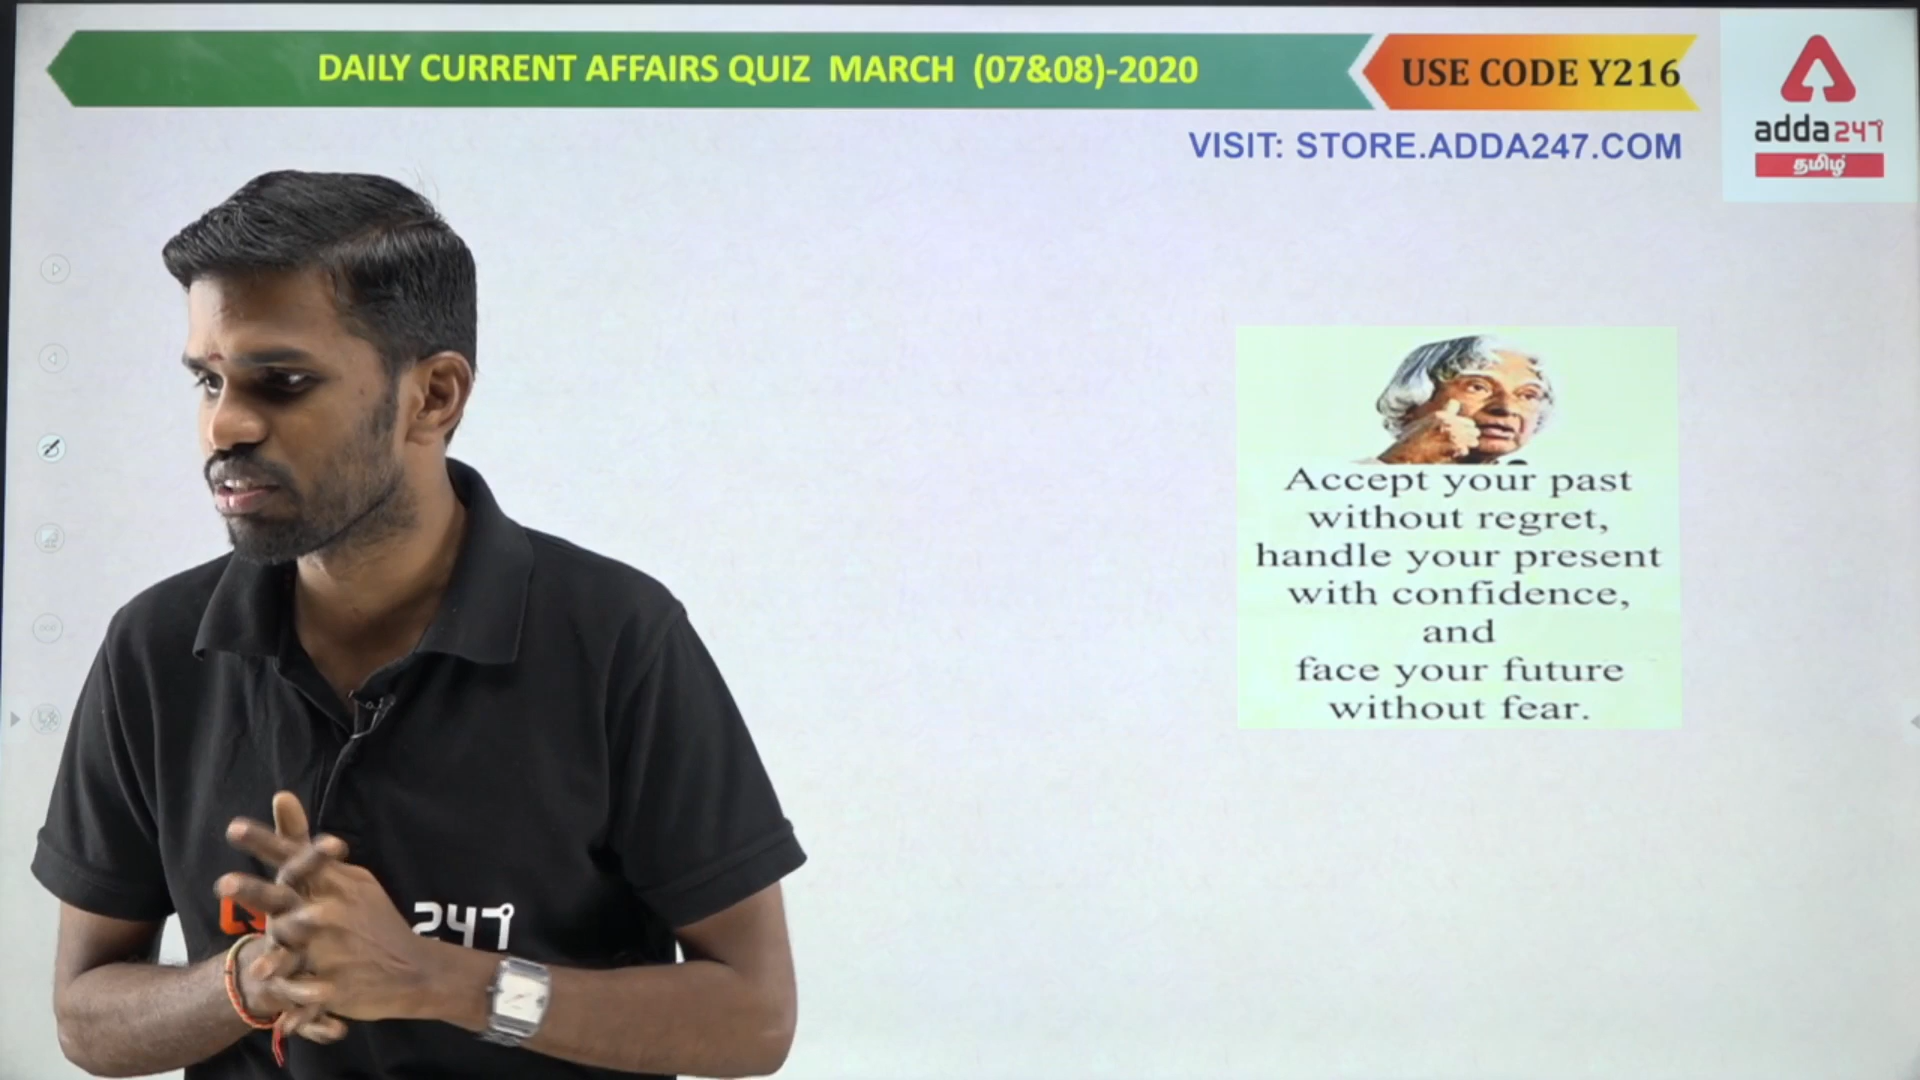 DAILY CURRENT AFFAIRS QUIZ MARCH (07&08)-2020
USE CODE Y216
VISIT: STORE.ADDA247.COM
adda247
தமிழ்
Accept your past
without regret,
handle your present
with confidence,
and
face your future
without fear.
247